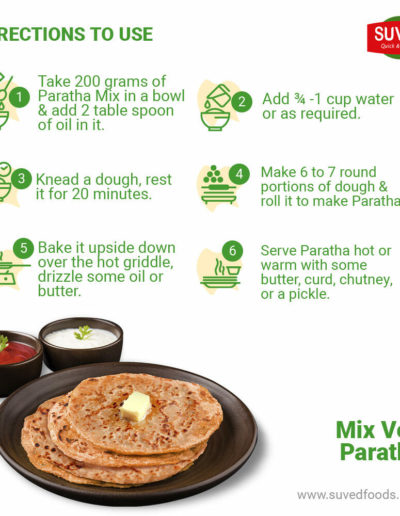 RECTIONS TO USE
SUVE
Quick &
1
Take 200 grams of
Paratha Mix in a bowl
& add 2 table spoon
of oil in it.
2
Add ¾ -1 cup water
or as required.
3
Knead a dough, rest
it for 20 minutes.
4
Make 6 to 7 round
portions of dough &
roll it to make Paratha
5
Bake it upside down
over the hot griddle,
drizzle some oil or
butter.
6
Serve Paratha hot or
warm with some
butter, curd, chutney,
or a pickle.
Mix Ve
Parath
www.suvedfoods.